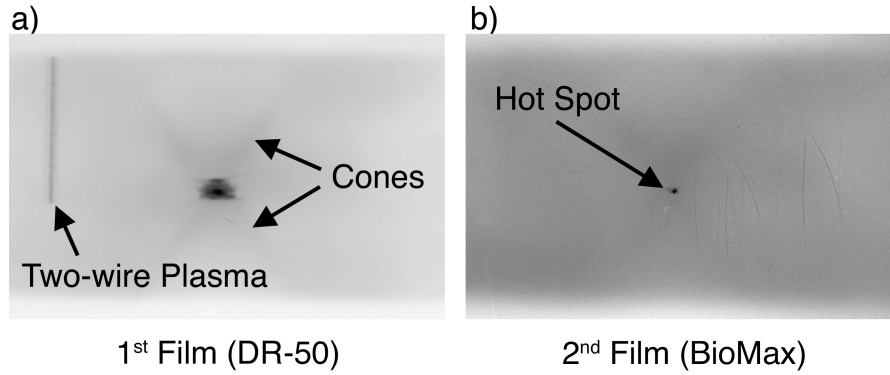 a)
b)
Hot Spot
Cones
Two-wire Plasma
1st Film (DR-50)
2nd Film (BioMax)